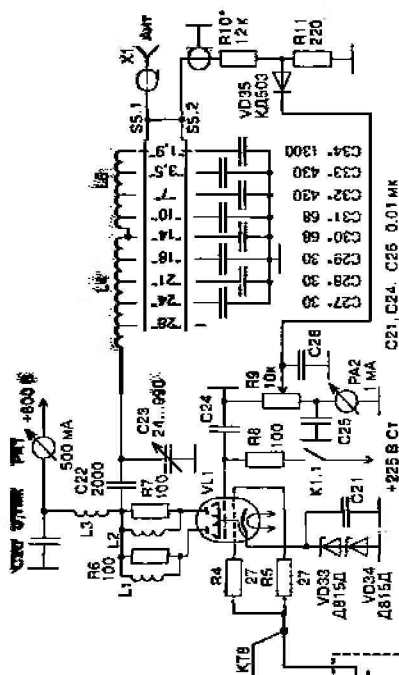 X1
АНТ
S5.1
S5.2
R10*
12 к
R11
220
VD35
КД503
"1,9"
"3,5"
"7"
"10"
"14"
"18"
"21"
"24"
"28"
C34* 1300
C33* 430
C32* 430
C31* 68
C30* 68
C29* 30
C28* 30
C27* 30
C21, C24, C25 0.01 мк
+800 В
PA1
500 МА
C22
2000
C23
24...990
L3
L2
L1
R7
100
R6
100
VL1
C24
R8
100
R9
10к
C26
C25
PA2
1 МА
K1.1
+225 В СТ
C21
R4
27
R5
27
VD33
Д815Д
VD34
Д815Д
KT8